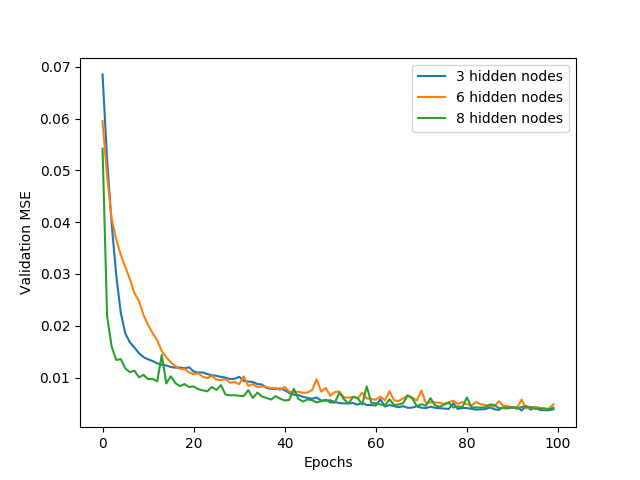 0.07
0.06
0.05
0.04
0.03
0.02
0.01
Validation MSE
3 hidden nodes
6 hidden nodes
8 hidden nodes
0 20 40 60 80 100
Epochs